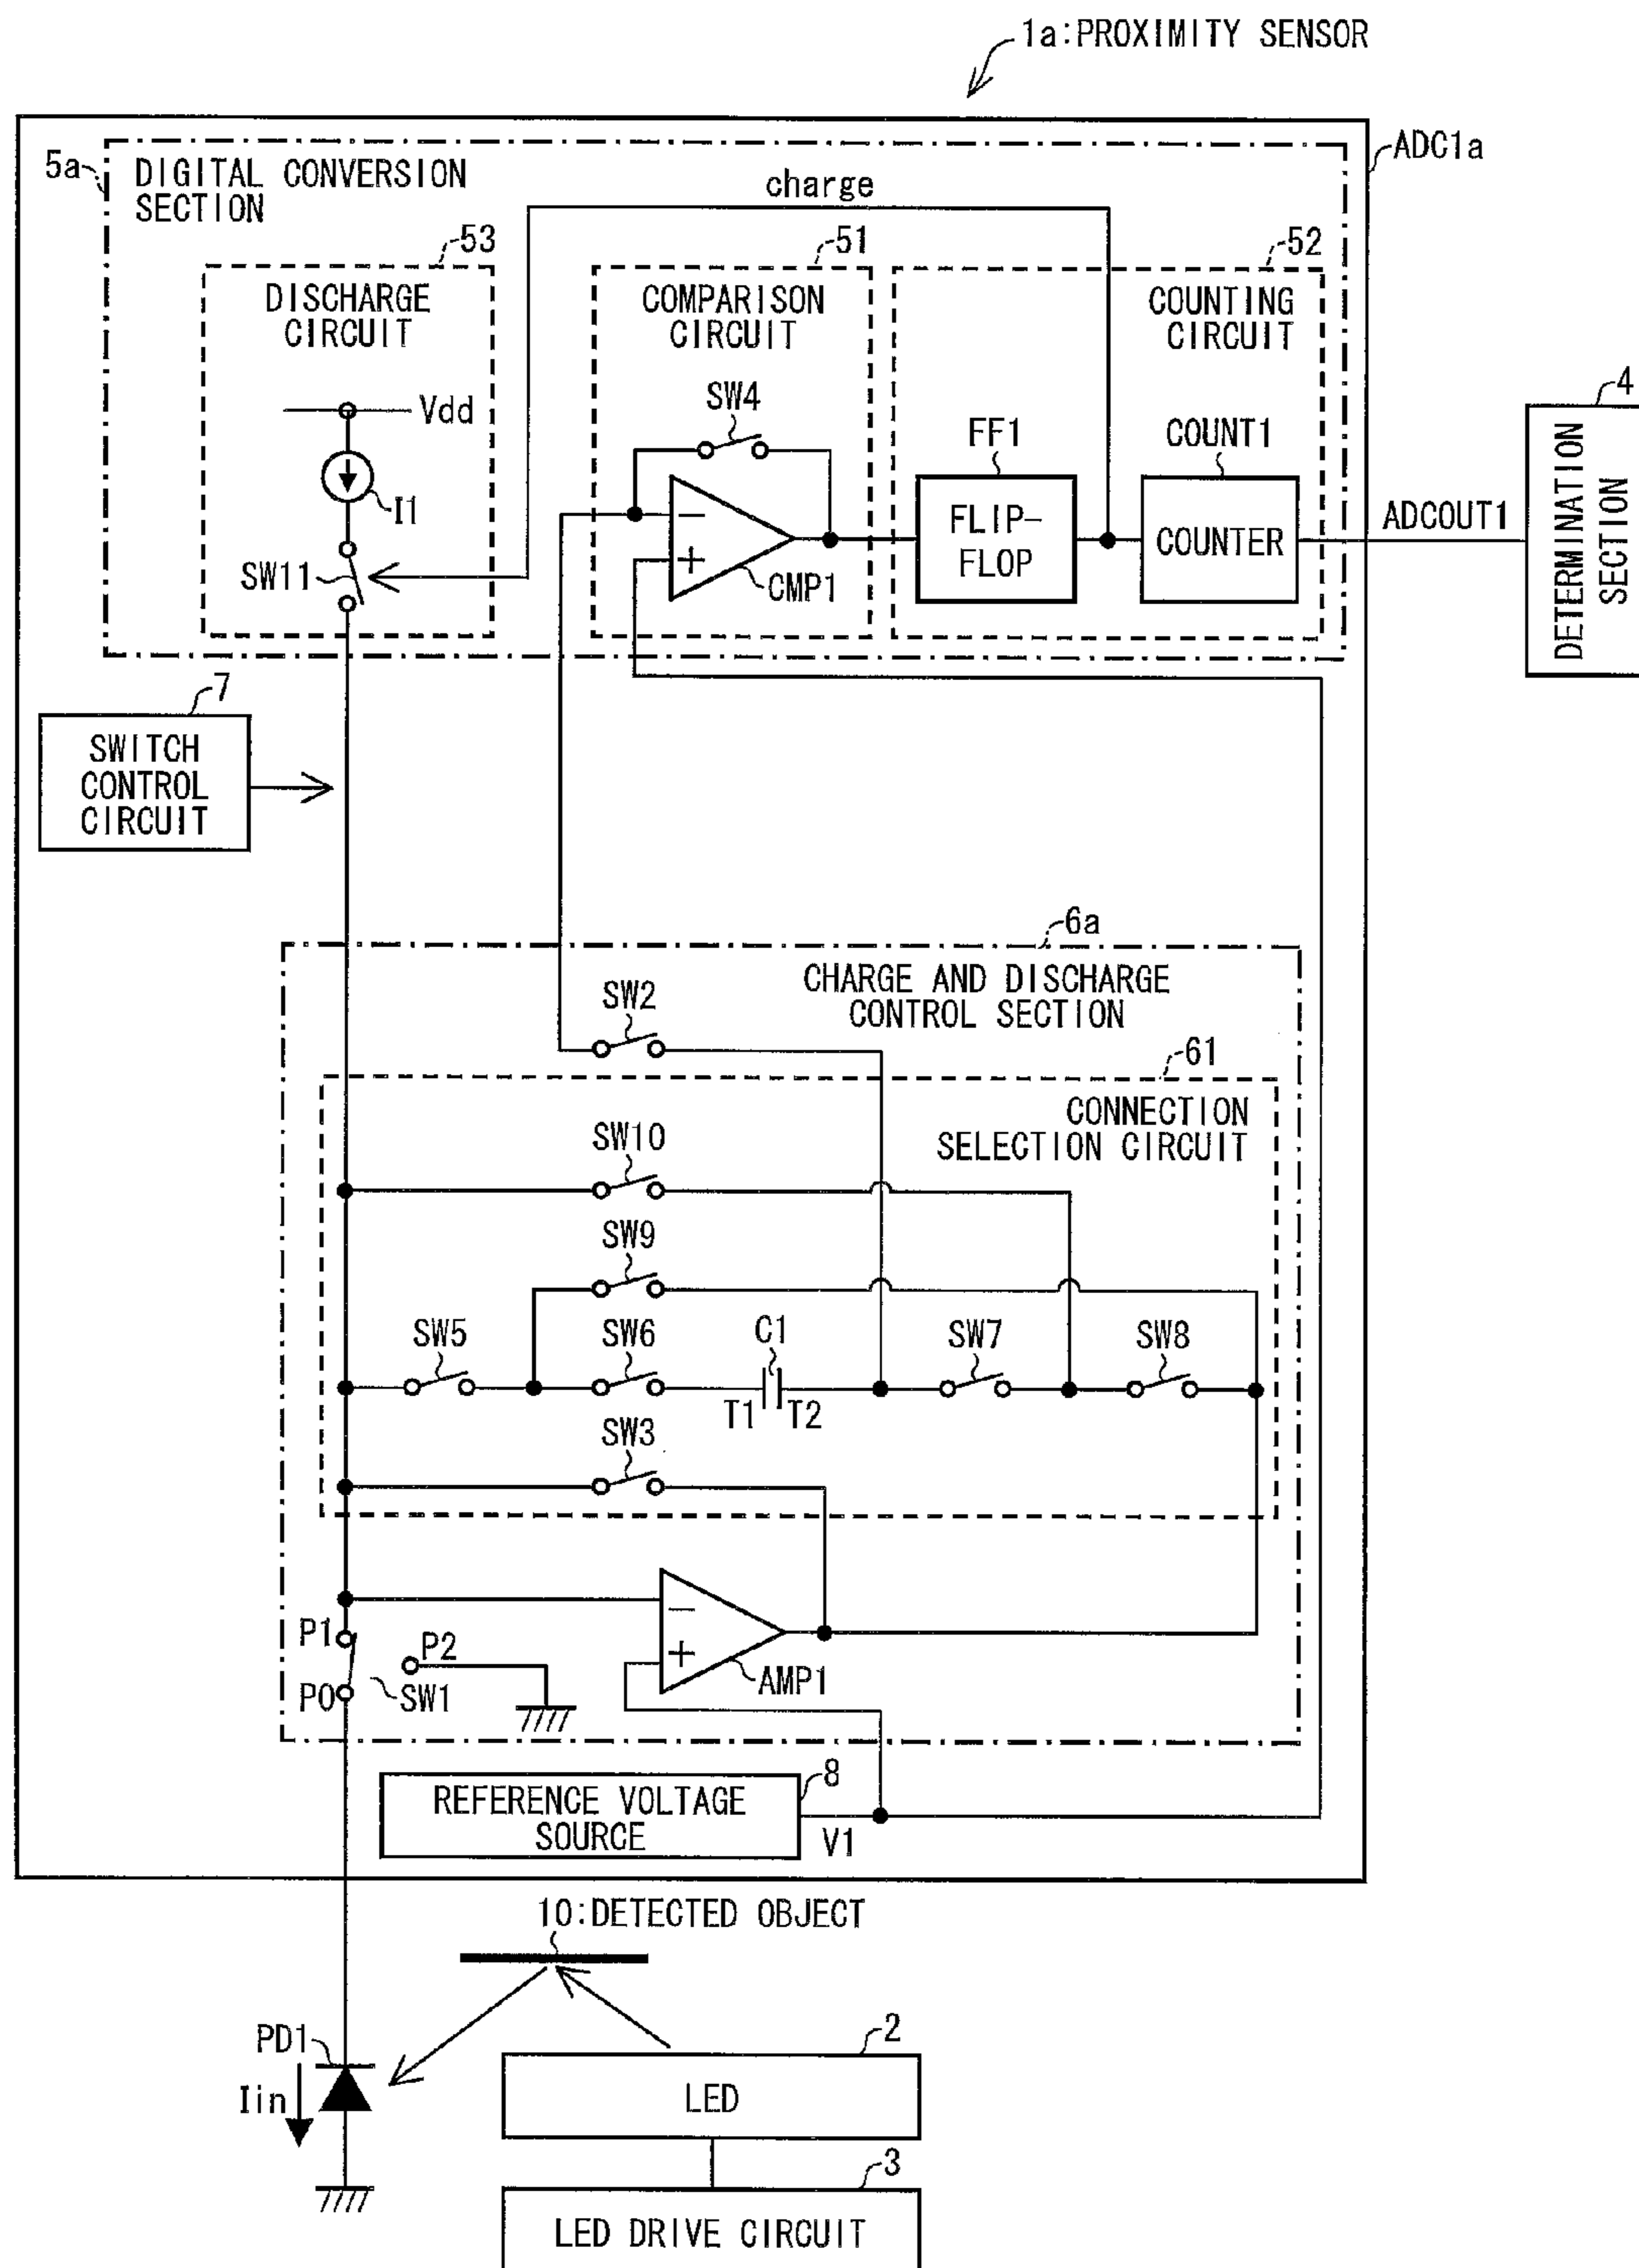 1a:PROXIMITY SENSOR
ADC1a
5a
DIGITAL CONVERSION
SECTION
charge
53
DISCHARGE
CIRCUIT
51
COMPARISON
CIRCUIT
52
COUNTING
CIRCUIT
Vdd
I1
SW11
SW4
−
+
CMP1
FF1
FLIP-
FLOP
COUNT1
COUNTER
ADCOUT1
4
DETERMINATION
SECTION
7
SWITCH
CONTROL
CIRCUIT
6a
CHARGE AND DISCHARGE
CONTROL SECTION
SW2
61
CONNECTION
SELECTION CIRCUIT
SW10
SW9
SW5
SW6
C1
T1
T2
SW7
SW8
SW3
P1
P2
P0
SW1
−
+
AMP1
8
REFERENCE VOLTAGE
SOURCE
V1
10:DETECTED OBJECT
PD1
Iin
2
LED
3
LED DRIVE CIRCUIT